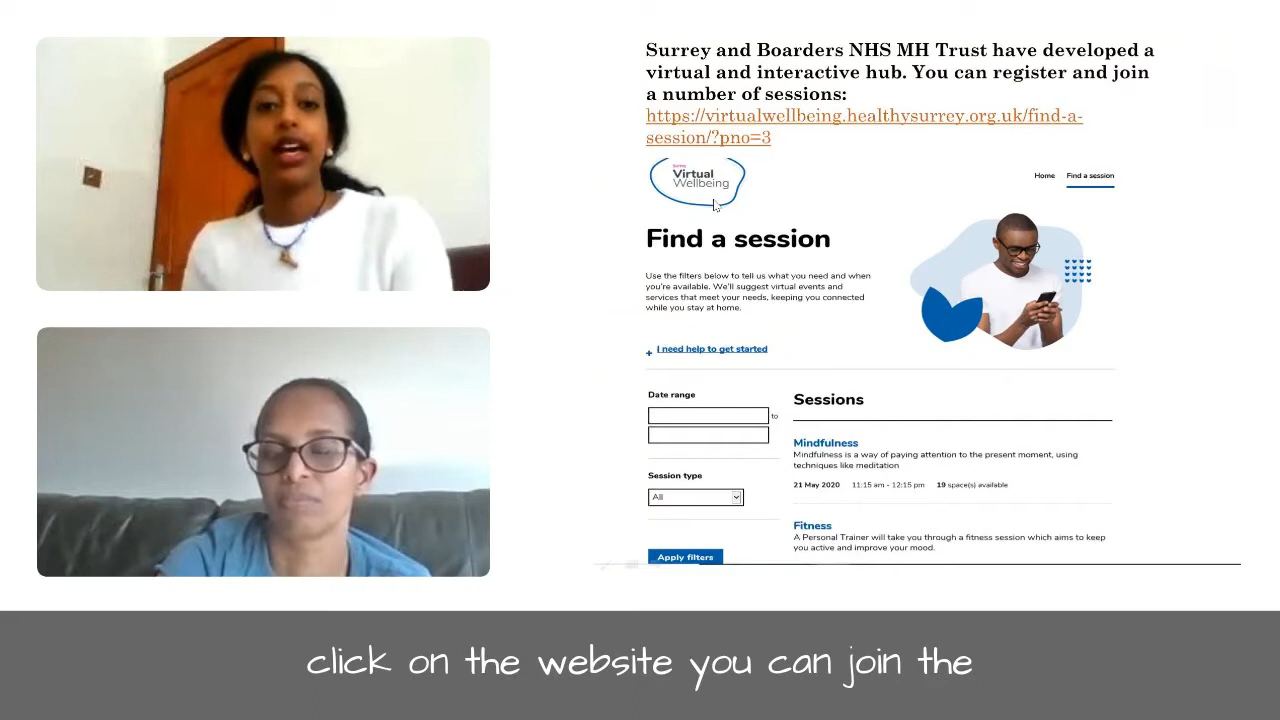 Surrey and Boarders NHS MH Trust have developed a
virtual and interactive hub. You can register and join
a number of sessions:
https://virtualwellbeing.healthysurrey.org.uk/find-a-
session/?pno=3
Surrey
Virtual
Wellbeing
Home Find a session
Find a session
Use the filters below to tell us what you need and when
you're available. We'll suggest virtual events and
services that meet your needs, keeping you connected
while you stay at home.
+ I need help to get started
Date range
to
Session type
All
Apply filters
Sessions
Mindfulness
Mindfulness is a way of paying attention to the present moment, using
techniques like meditation
21 May 2020 11:15 am - 12:15 pm 19 space(s) available
Fitness
A Personal Trainer will take you through a fitness session which aims to keep
you active and improve your mood.
click on the website you can join the